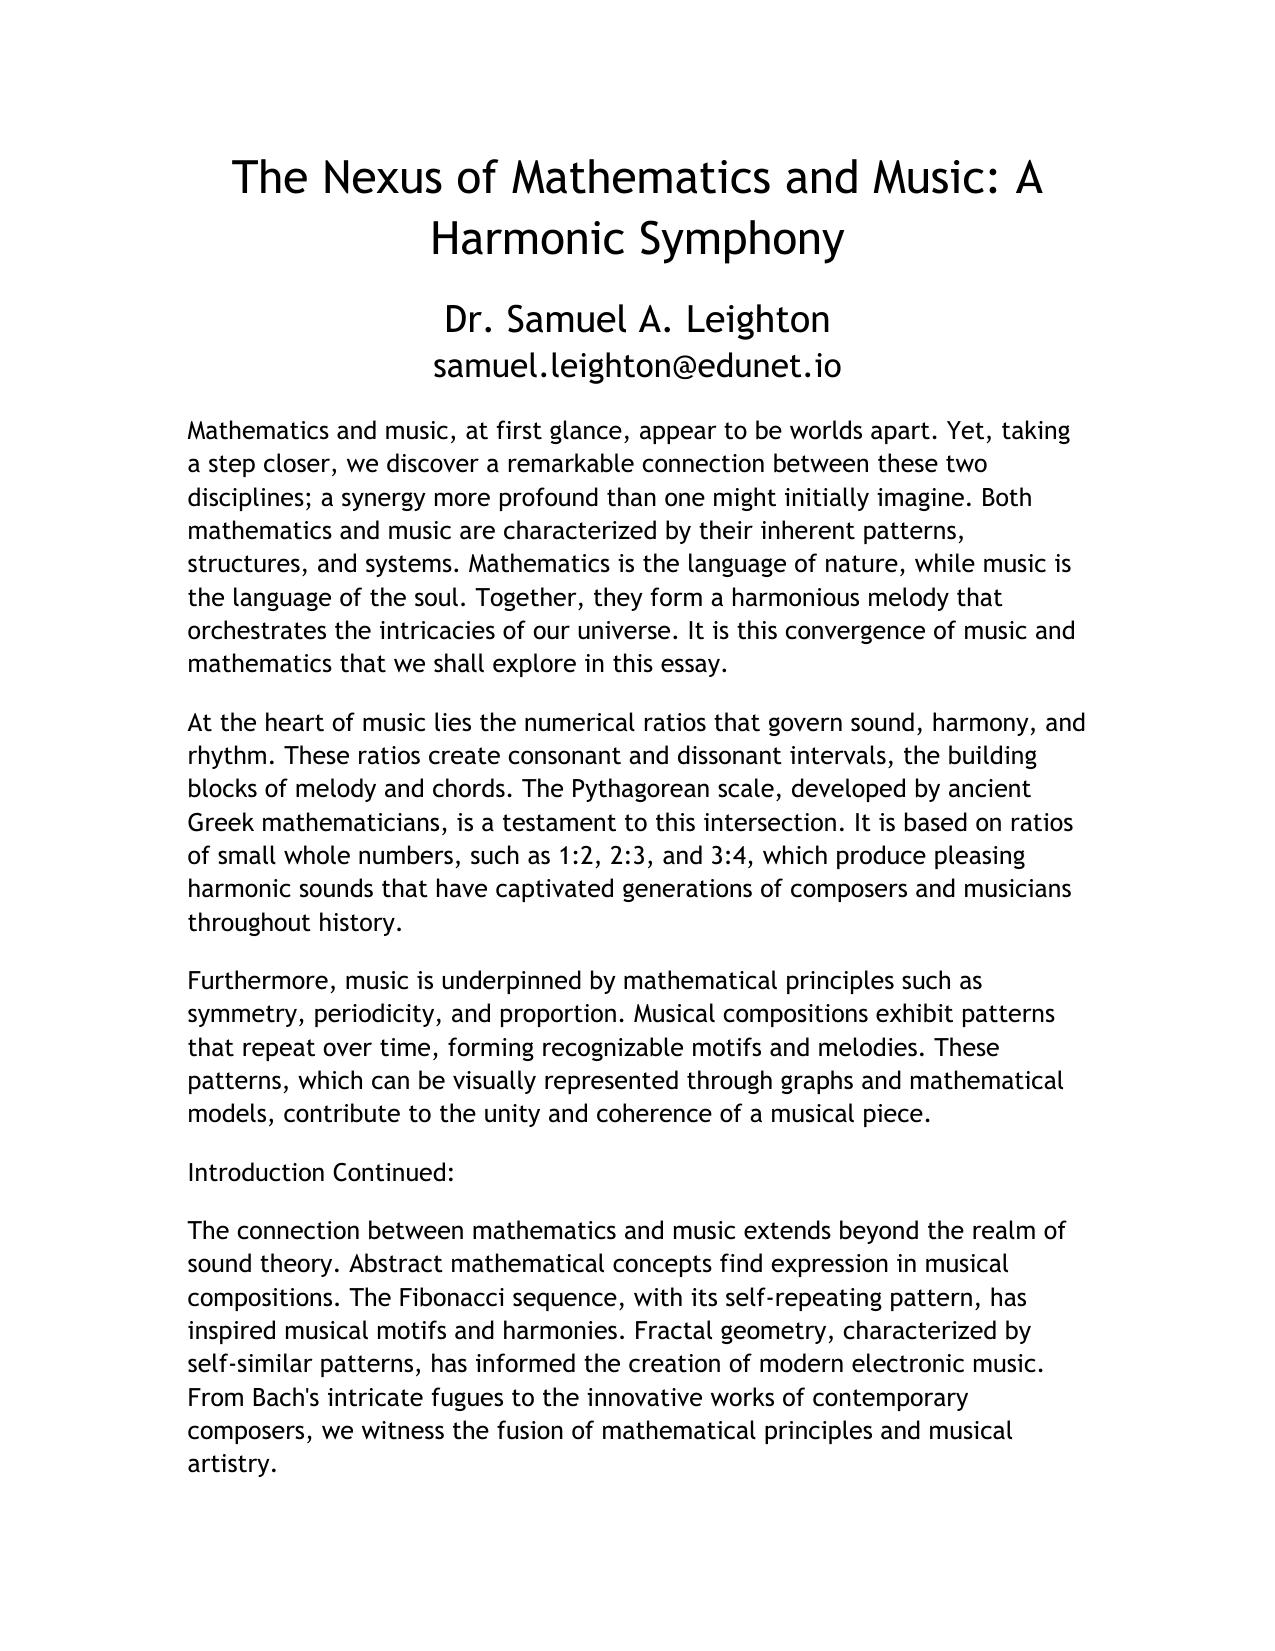 The Nexus of Mathematics and Music: A
Harmonic Symphony
Dr. Samuel A. Leighton
samuel.leighton@edunet.io
Mathematics and music, at first glance, appear to be worlds apart. Yet, taking
a step closer, we discover a remarkable connection between these two
disciplines; a synergy more profound than one might initially imagine. Both
mathematics and music are characterized by their inherent patterns,
structures, and systems. Mathematics is the language of nature, while music is
the language of the soul. Together, they form a harmonious melody that
orchestrates the intricacies of our universe. It is this convergence of music and
mathematics that we shall explore in this essay.
At the heart of music lies the numerical ratios that govern sound, harmony, and
rhythm. These ratios create consonant and dissonant intervals, the building
blocks of melody and chords. The Pythagorean scale, developed by ancient
Greek mathematicians, is a testament to this intersection. It is based on ratios
of small whole numbers, such as 1:2, 2:3, and 3:4, which produce pleasing
harmonic sounds that have captivated generations of composers and musicians
throughout history.
Furthermore, music is underpinned by mathematical principles such as
symmetry, periodicity, and proportion. Musical compositions exhibit patterns
that repeat over time, forming recognizable motifs and melodies. These
patterns, which can be visually represented through graphs and mathematical
models, contribute to the unity and coherence of a musical piece.
Introduction Continued:
The connection between mathematics and music extends beyond the realm of
sound theory. Abstract mathematical concepts find expression in musical
compositions. The Fibonacci sequence, with its self-repeating pattern, has
inspired musical motifs and harmonies. Fractal geometry, characterized by
self-similar patterns, has informed the creation of modern electronic music.
From Bach's intricate fugues to the innovative works of contemporary
composers, we witness the fusion of mathematical principles and musical
artistry.